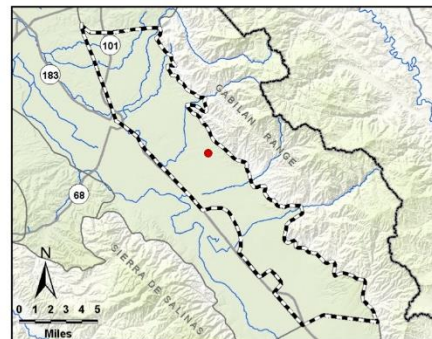 101
183
GABILAN RANGE
68
SIERRA DE SALINAS
N
0 1 2 3 4 5
Miles